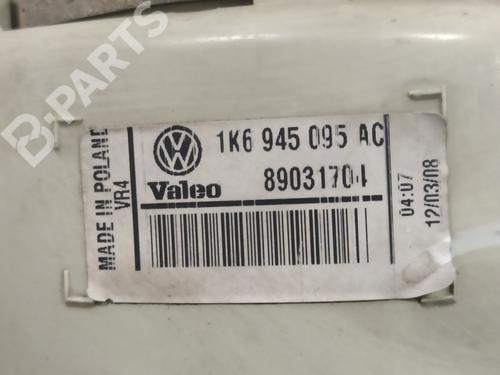 B-PARTS
MADE IN POLAND
VR4
1K6 945 095 AC
Valeo
89031704
04:07
12/03/08